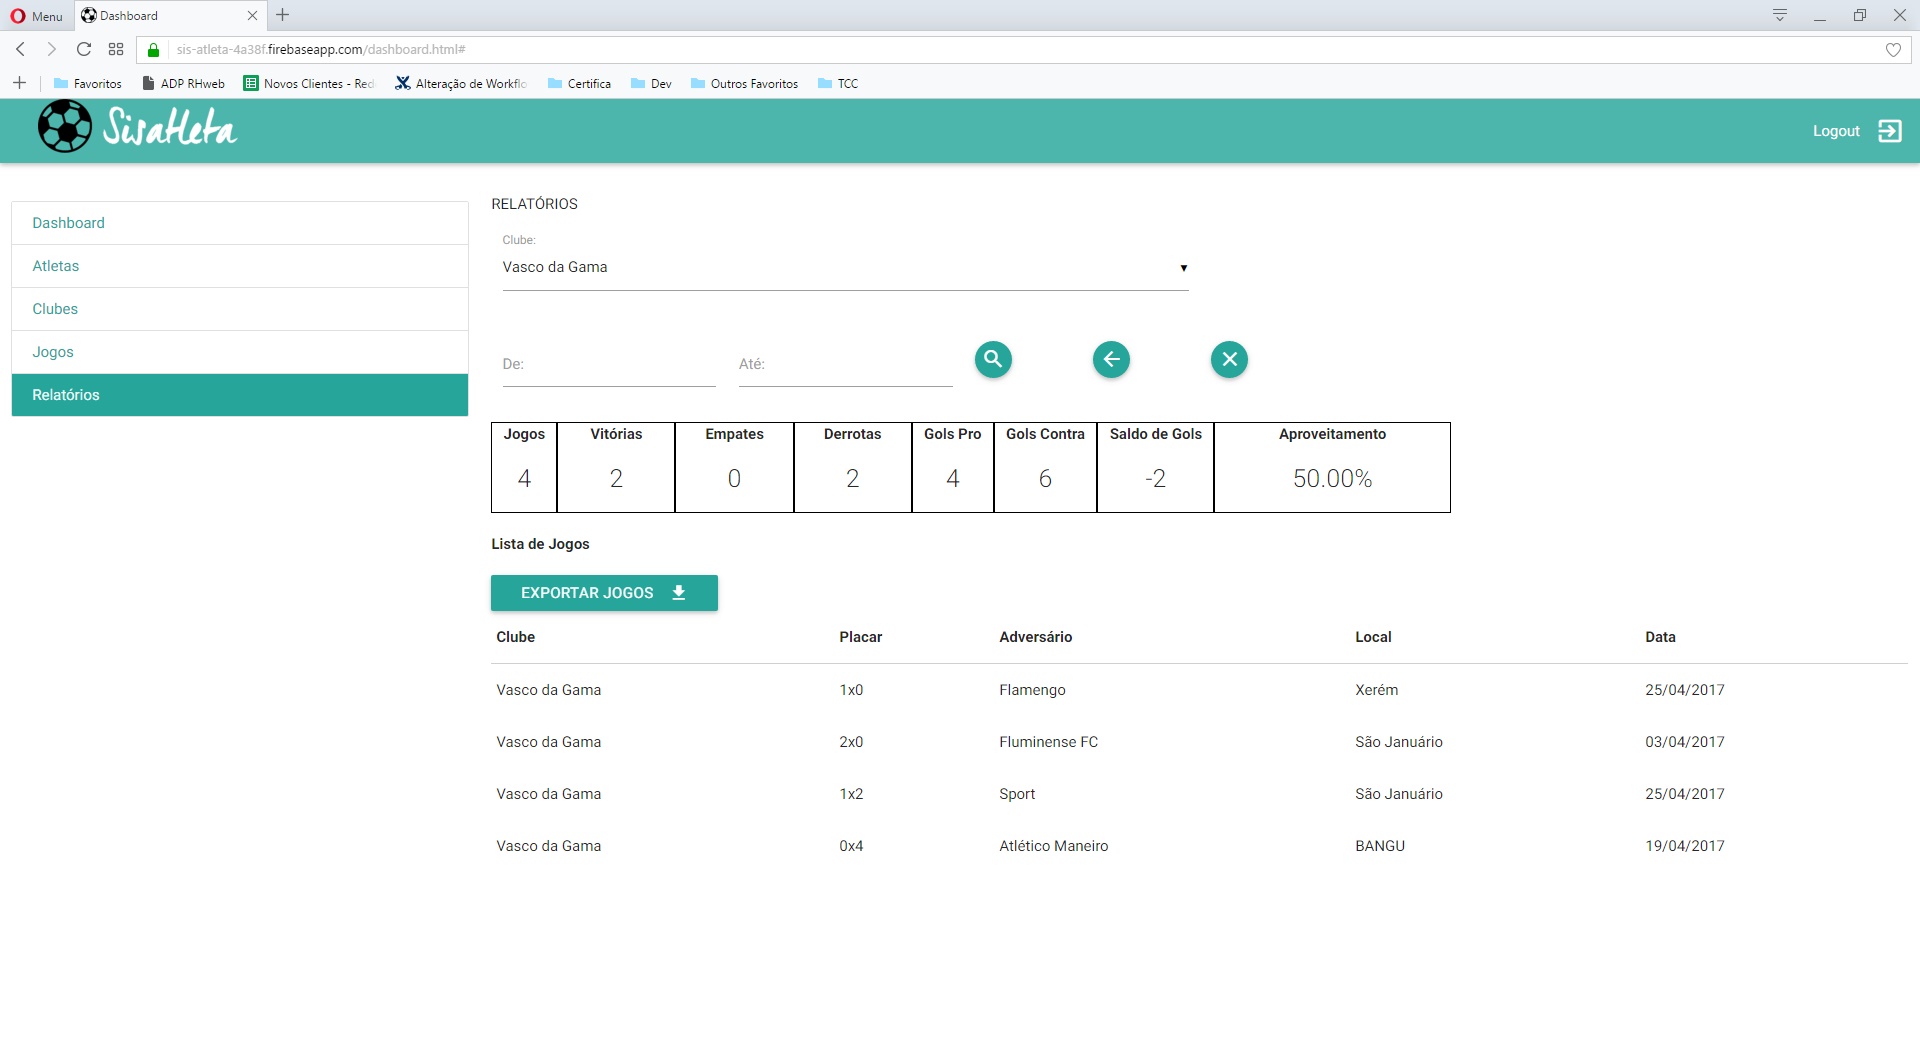 Menu
Dashboard
sis-atleta-4a38f.firebaseapp.com/dashboard.html#
Favoritos
ADP RHweb
Novos Clientes - Red
Alteração de Workflo
Certifica
Dev
Outros Favoritos
TCC
Sisatleta
Logout
Dashboard
Atletas
Clubes
Jogos
Relatórios
RELATÓRIOS
Clube:
Vasco da Gama
De:
Até:
Jogos Vitórias Empates Derrotas Gols Pro Gols Contra Saldo de Gols Aproveitamento
4 2 0 2 4 6 -2 50.00%
Lista de Jogos
EXPORTAR JOGOS
Clube Placar Adversário Local Data
Vasco da Gama 1x0 Flamengo Xerém 25/04/2017
Vasco da Gama 2x0 Fluminense FC São Januário 03/04/2017
Vasco da Gama 1x2 Sport São Januário 25/04/2017
Vasco da Gama 0x4 Atlético Maneiro BANGU 19/04/2017